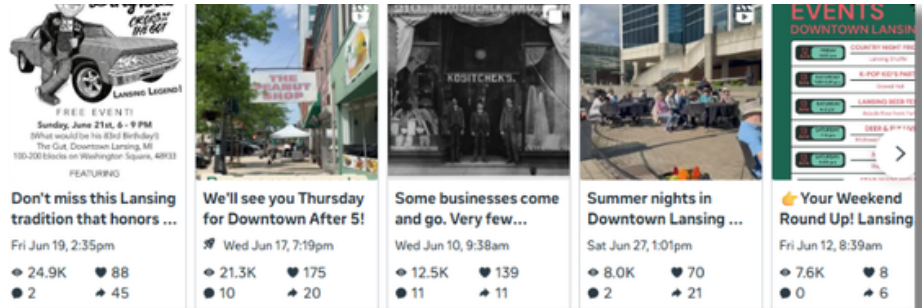 LANSING LEGEND!
FREE EVENT!
Sunday, June 21st, 6 - 9 PM
(What would be his 83rd Birthday!)
The Gut, Downtown Lansing, MI
100-200 blocks on Washington Square, 48933
FEATURING
Don't miss this Lansing
tradition that honors ...
Fri Jun 19, 2:35pm
24.9K 88
2 45
THE
PEANUT
SHOP
We'll see you Thursday
for Downtown After 5!
Wed Jun 17, 7:19pm
21.3K 175
10 20
KOSITCHEK'S.
Some businesses come
and go. Very few...
Wed Jun 10, 9:38am
12.5K 139
11 11
Summer nights in
Downtown Lansing ...
Sat Jun 27, 1:01pm
8.0K 70
2 21
EVENTS
DOWNTOWN LANSIN
COUNTRY NIGHT FRI
Lansing Shuffle
K-POP KID'S PART
LANSING BEER FE
👉 Your Weekend
Round Up! Lansing
Fri Jun 12, 8:39am
7.6K 8
0 6